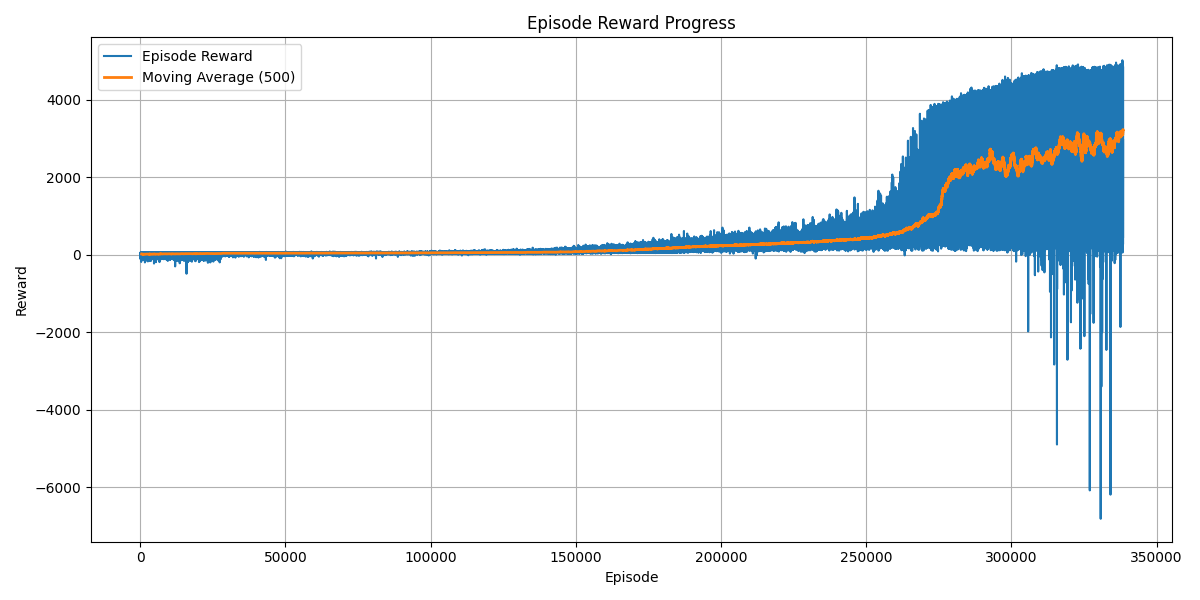 Episode Reward Progress
Episode Reward
Moving Average (500)
4000
2000
0
−2000
−4000
−6000
Reward
0
50000
100000
150000
200000
250000
300000
350000
Episode